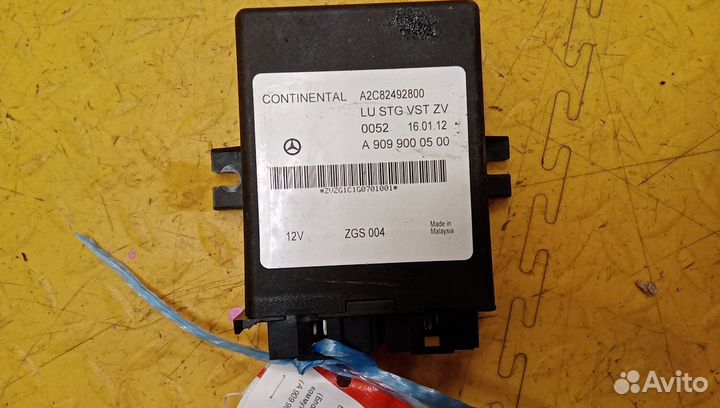 CONTINENTAL A2C82492800
LU STG VST ZV
0052 16.01.12
A 909 900 05 00
*ZVZG1C1G0701001*
12V ZGS 004 Made in
Malaysia
Avito